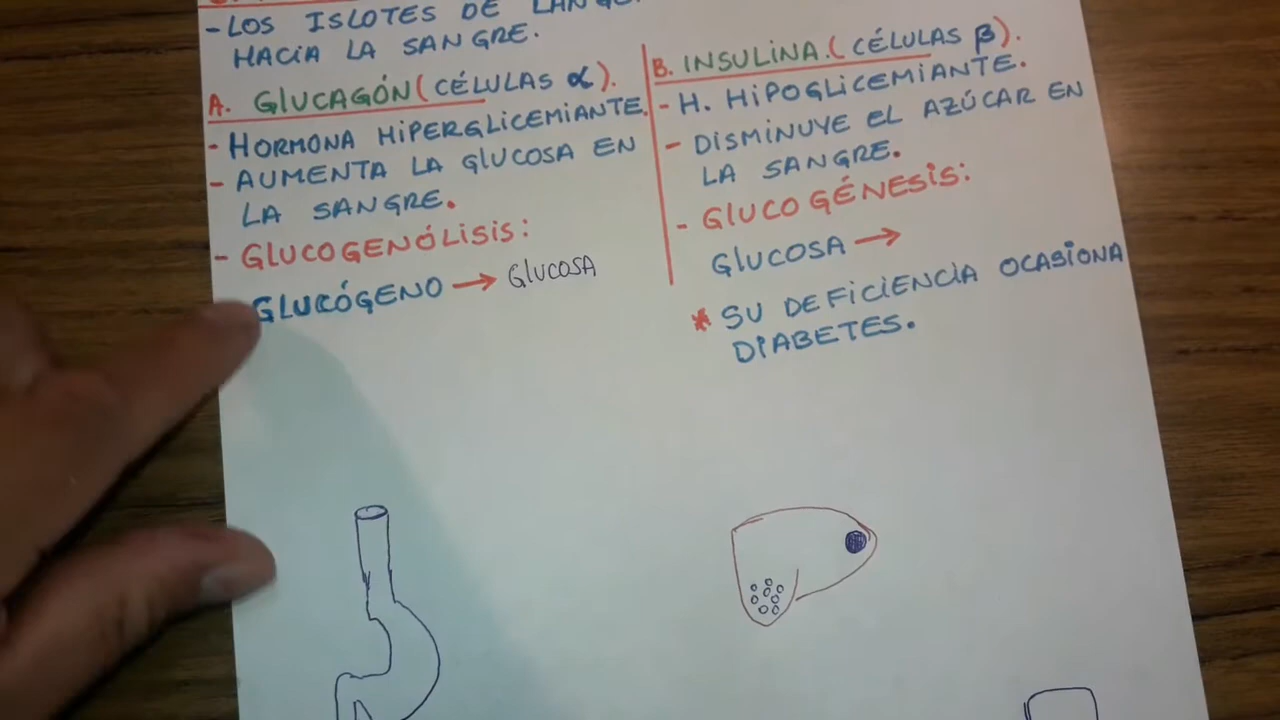 - LOS ISLOTES DE
HACIA LA SANGRE.
A. GLUCAGÓN (CÉLULAS α).
- HORMONA HIPERGLICEMIANTE.
- AUMENTA LA GLUCOSA EN
LA SANGRE.
- GLUCOGENÓLISIS:
GLUCÓGENO → GLUCOSA
B. INSULINA. (CÉLULAS β).
- H. HIPOGLICEMIANTE.
- DISMINUYE EL AZÚCAR EN
LA SANGRE.
- GLUCOGÉNESIS:
GLUCOSA →
* SU DEFICIENCIA OCASIONA
DIABETES.